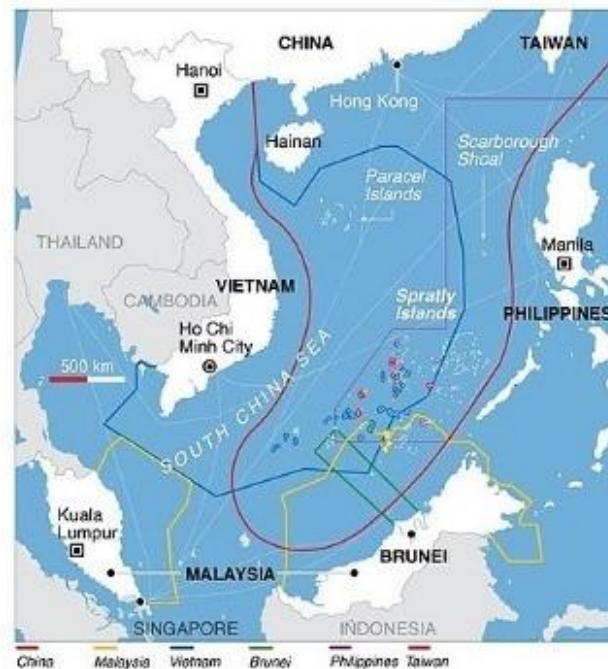 CHINA
TAIWAN
Hanoi
Hong Kong
Hainan
Scarborough
Shoal
Paracel
Islands
THAILAND
Manila
VIETNAM
CAMBODIA
Spratly
Islands
PHILIPPINES
Ho Chi
Minh City
500 km
SOUTH CHINA SEA
Kuala
Lumpur
BRUNEI
MALAYSIA
SINGAPORE
INDONESIA
China
Malaysia
Vietnam
Brunei
Philippines
Taiwan